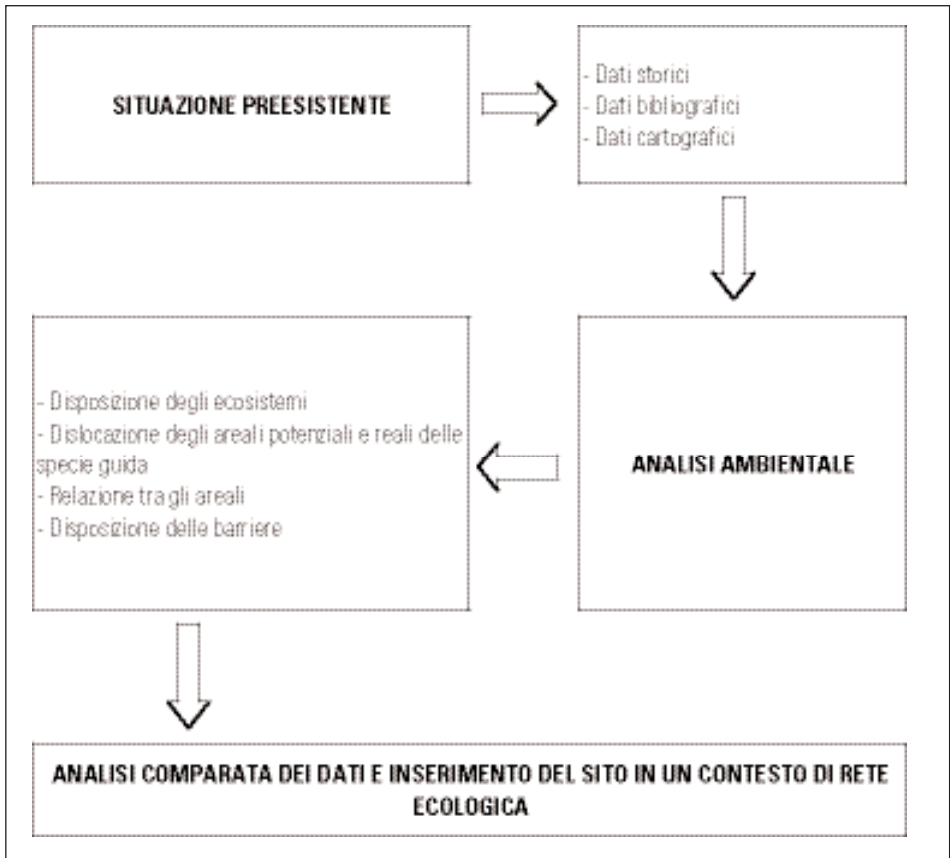 SITUAZIONE PREESISTENTE
- Dati storici
- Dati bibliografici
- Dati cartografici
- Disposizione degli ecosistemi
- Dislocazione degli areali potenziali e reali delle
specie guida
- Relazione tra gli areali
- Disposizione delle barriere
ANALISI AMBIENTALE
ANALISI COMPARATA DEI DATI E INSERIMENTO DEL SITO IN UN CONTESTO DI RETE
ECOLOGICA